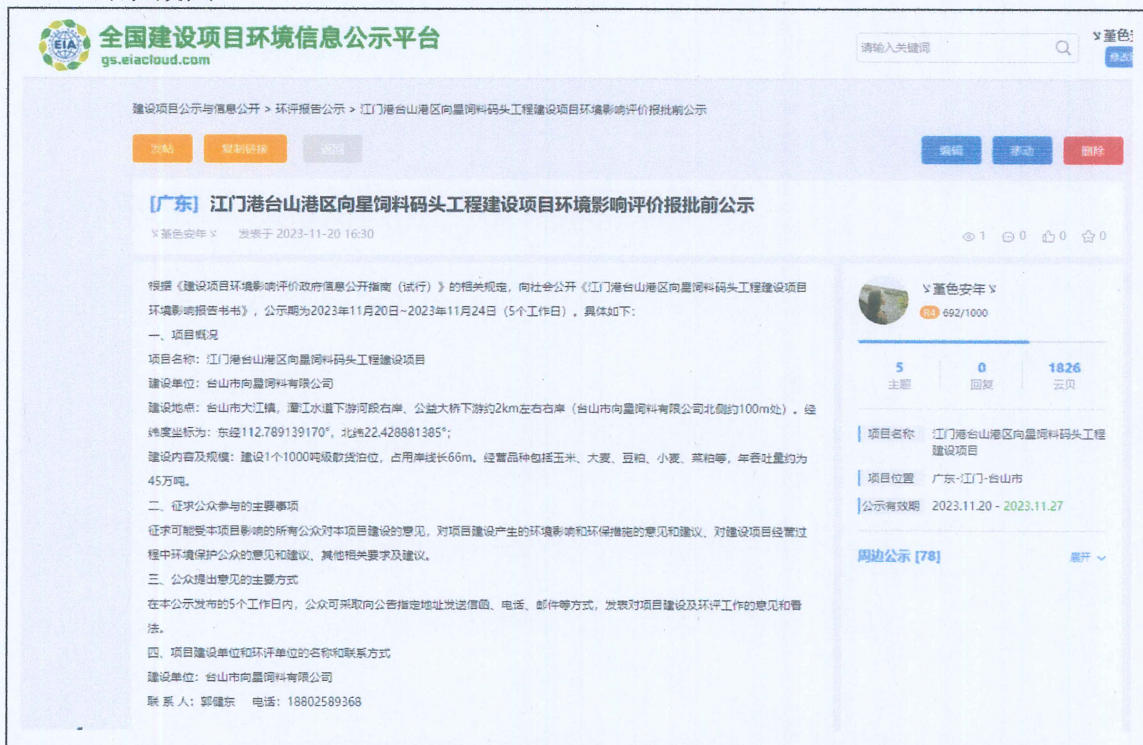 全国建设项目环境信息公示平台
gs.eiacloud.com
请输入关键词
建设项目公示与信息公开 > 环评报告公示 > 江门港台山港区向星饲料码头工程建设项目环境影响评价报批前公示
发帖
复制链接
返回
编辑
移动
删除
[广东] 江门港台山港区向星饲料码头工程建设项目环境影响评价报批前公示
ゞ堇色安年ゞ 发表于 2023-11-20 16:30
1 0 0 0
根据《建设项目环境影响评价政府信息公开指南（试行）》的相关规定，向社会公开《江门港台山港区向星饲料码头工程建设项目
环境影响报告书书》，公示期为2023年11月20日~2023年11月24日（5个工作日）。具体如下：
一、项目概况
项目名称：江门港台山港区向星饲料码头工程建设项目
建设单位：台山市向星饲料有限公司
建设地点：台山市大江镇，潭江水道下游河段右岸、公益大桥下游约2km左右右岸（台山市向星饲料有限公司北侧约100m处）。经
纬度坐标为：东经112.789139170°，北纬22.428881385°；
建设内容及规模：建设1个1000吨级散货泊位，占用岸线长66m。经营品种包括玉米、大麦、豆粕、小麦、菜粕等，年吞吐量约为
45万吨。
二、征求公众参与的主要事项
征求可能受本项目影响的所有公众对本项目建设的意见，对项目建设产生的环境影响和环保措施的意见和建议、对建设项目经营过
程中环境保护公众的意见和建议、其他相关要求及建议。
三、公众提出意见的主要方式
在本公示发布的5个工作日内，公众可采取向公告指定地址发送信函、电话、邮件等方式，发表对项目建设及环评工作的意见和看
法。
四、项目建设单位和环评单位的名称和联系方式
建设单位：台山市向星饲料有限公司
联 系 人：郭健东 电话：18802589368
ゞ堇色安年ゞ
R4 692/1000
5 0 1826
主题 回复 云贝
项目名称 江门港台山港区向星饲料码头工程
建设项目
项目位置 广东-江门-台山市
公示有效期 2023.11.20 - 2023.11.27
周边公示 [78] 展开